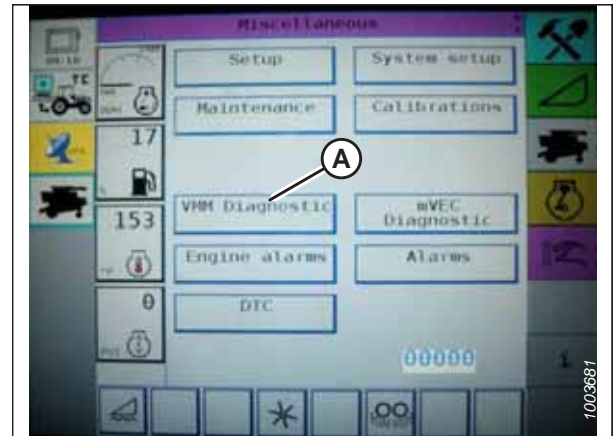 Miscellaneous
TC
Setup
System setup
Maintenance
Calibrations
17
A
153
VMM Diagnostic
mVEC
Diagnostic
Engine alarms
Alarms
0
DTC
00000
i
1003681